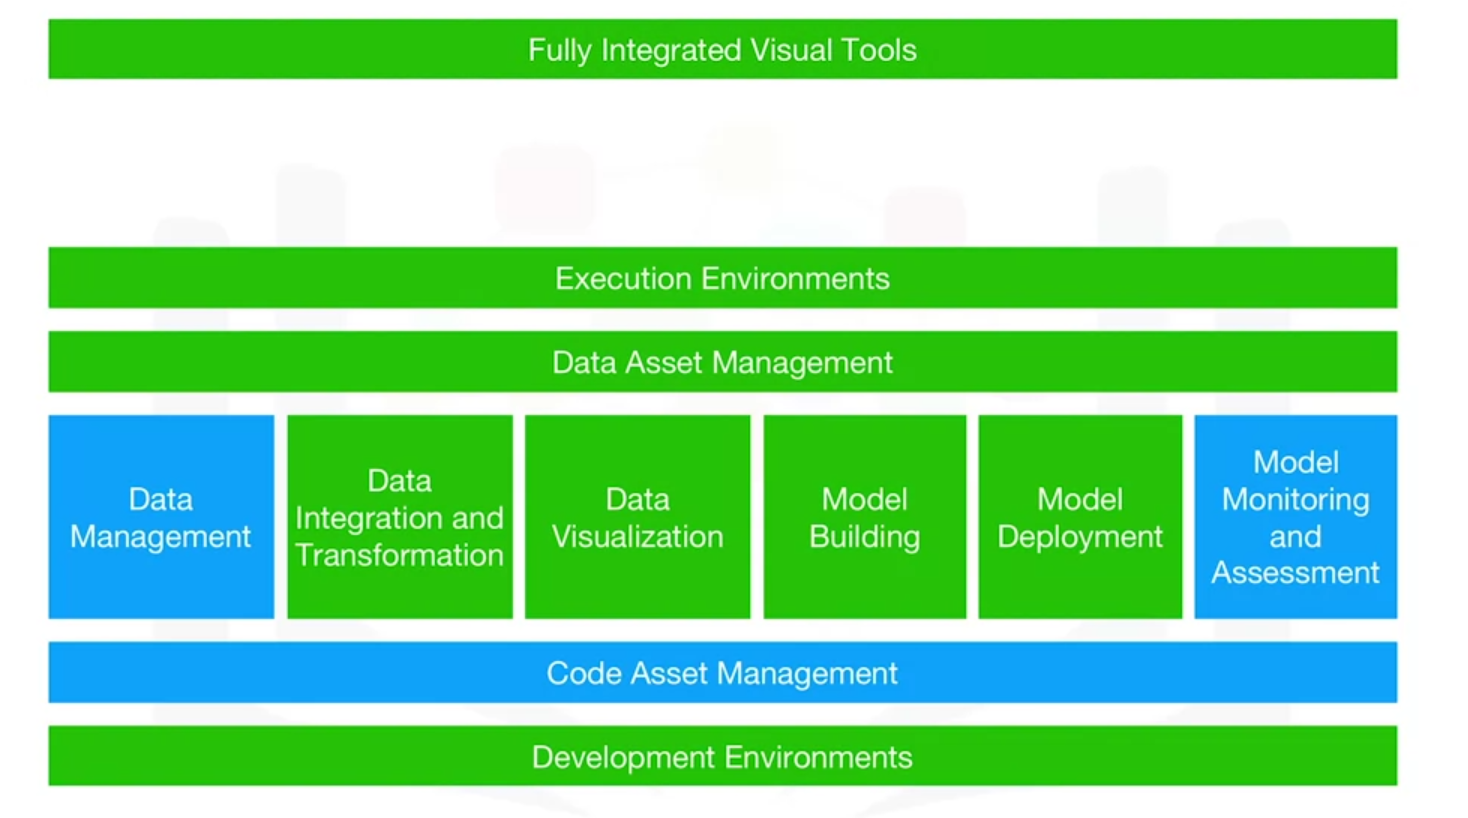 Fully Integrated Visual Tools
Execution Environments
Data Asset Management
Data
Management
Data
Integration and
Transformation
Data
Visualization
Model
Building
Model
Deployment
Model
Monitoring
and
Assessment
Code Asset Management
Development Environments